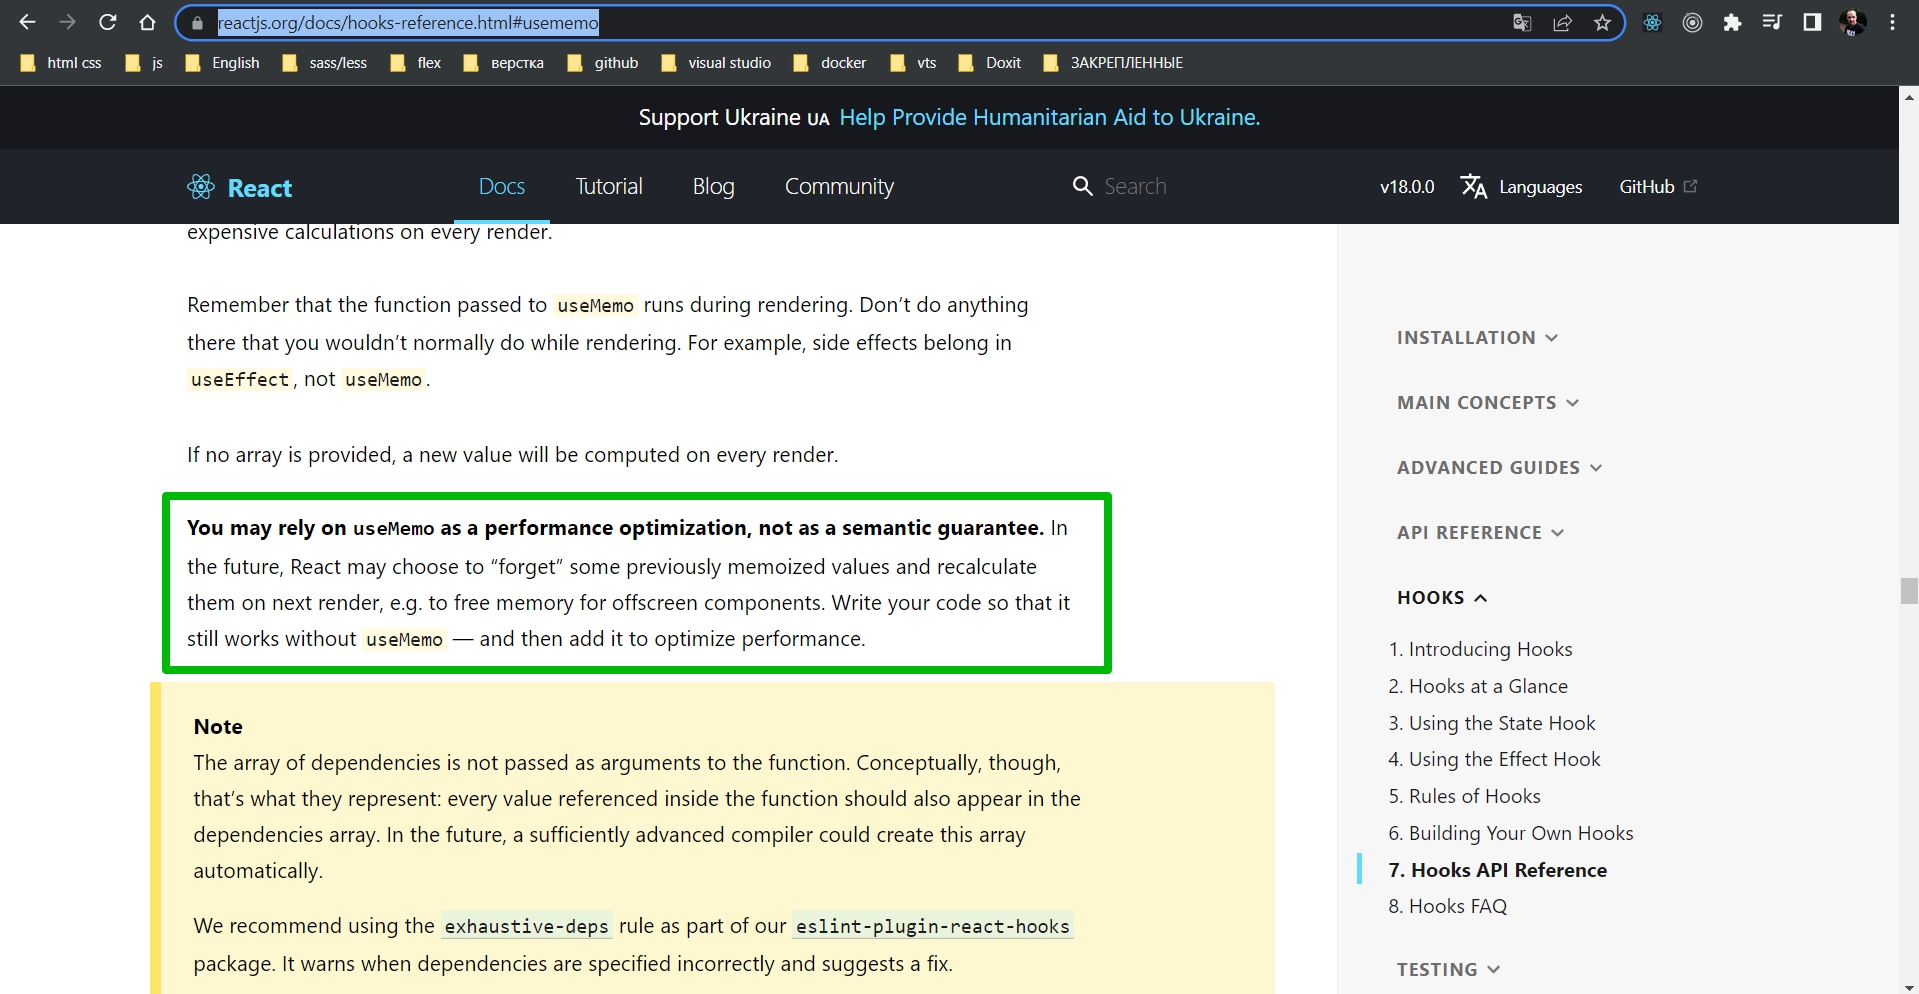 reactjs.org/docs/hooks-reference.html#usememo
html css js English sass/less flex верстка github visual studio docker vts Doxit ЗАКРЕПЛЕННЫЕ
Support Ukraine UA Help Provide Humanitarian Aid to Ukraine.
React Docs Tutorial Blog Community Search v18.0.0 Languages GitHub
expensive calculations on every render.
Remember that the function passed to useMemo runs during rendering. Don’t do anything
there that you wouldn’t normally do while rendering. For example, side effects belong in
useEffect, not useMemo.
If no array is provided, a new value will be computed on every render.
You may rely on useMemo as a performance optimization, not as a semantic guarantee. In
the future, React may choose to “forget” some previously memoized values and recalculate
them on next render, e.g. to free memory for offscreen components. Write your code so that it
still works without useMemo — and then add it to optimize performance.
Note
The array of dependencies is not passed as arguments to the function. Conceptually, though,
that’s what they represent: every value referenced inside the function should also appear in the
dependencies array. In the future, a sufficiently advanced compiler could create this array
automatically.
We recommend using the exhaustive-deps rule as part of our eslint-plugin-react-hooks
package. It warns when dependencies are specified incorrectly and suggests a fix.
INSTALLATION
MAIN CONCEPTS
ADVANCED GUIDES
API REFERENCE
HOOKS
1. Introducing Hooks
2. Hooks at a Glance
3. Using the State Hook
4. Using the Effect Hook
5. Rules of Hooks
6. Building Your Own Hooks
7. Hooks API Reference
8. Hooks FAQ
TESTING